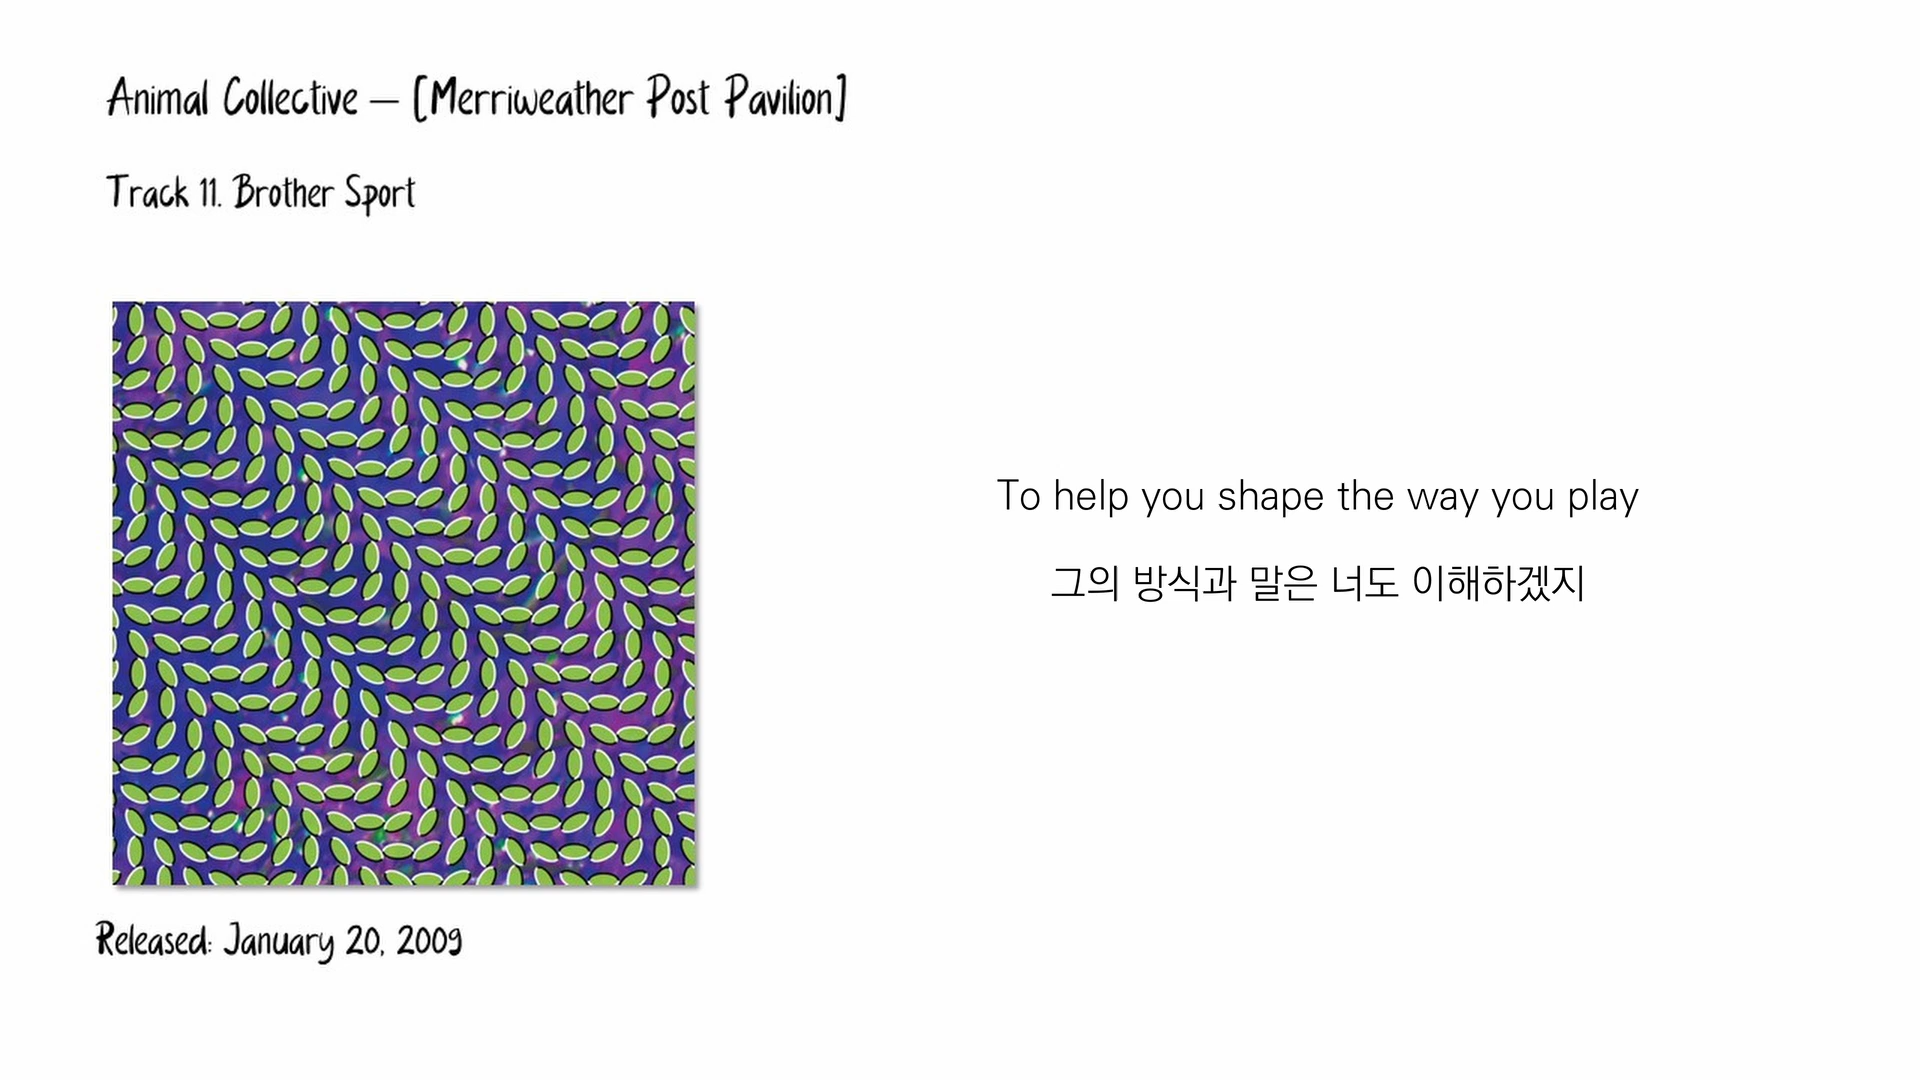 Animal Collective – [Merriweather Post Pavilion]
Track 11. Brother Sport
To help you shape the way you play
그의 방식과 말은 너도 이해하겠지
Released: January 20, 2009